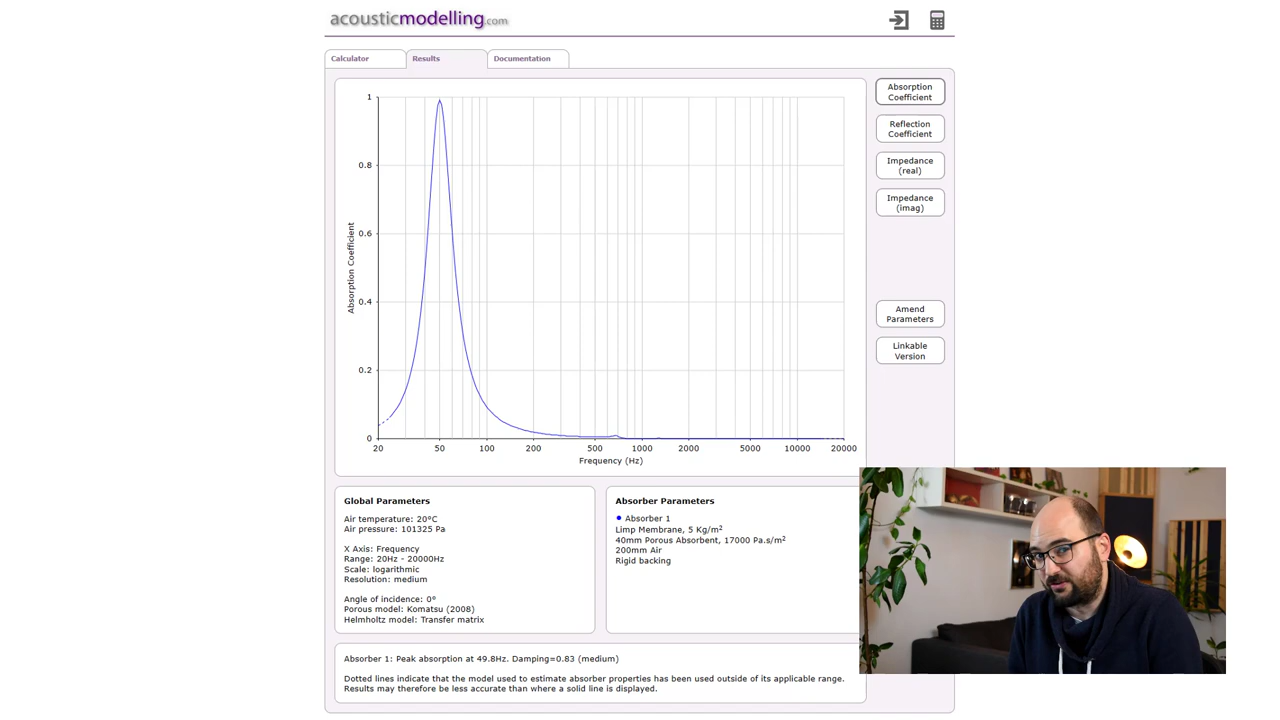 acousticmodelling.com
Calculator
Results
Documentation
Absorption
Coefficient
Reflection
Coefficient
Impedance
(real)
Impedance
(imag)
Amend
Parameters
Linkable
Version
Absorption Coefficient
1
0.8
0.6
0.4
0.2
0
20 50 100 200 500 1000 2000 5000 10000 20000
Frequency (Hz)
Global Parameters
Air temperature: 20°C
Air pressure: 101325 Pa
X Axis: Frequency
Range: 20Hz - 20000Hz
Scale: logarithmic
Resolution: medium
Angle of incidence: 0°
Porous model: Komatsu (2008)
Helmholtz model: Transfer matrix
Absorber Parameters
Absorber 1
Limp Membrane, 5 Kg/m²
40mm Porous Absorbent, 17000 Pa.s/m²
200mm Air
Rigid backing
Absorber 1: Peak absorption at 49.8Hz. Damping=0.83 (medium)
Dotted lines indicate that the model used to estimate absorber properties has been used outside of its applicable range.
Results may therefore be less accurate than where a solid line is displayed.